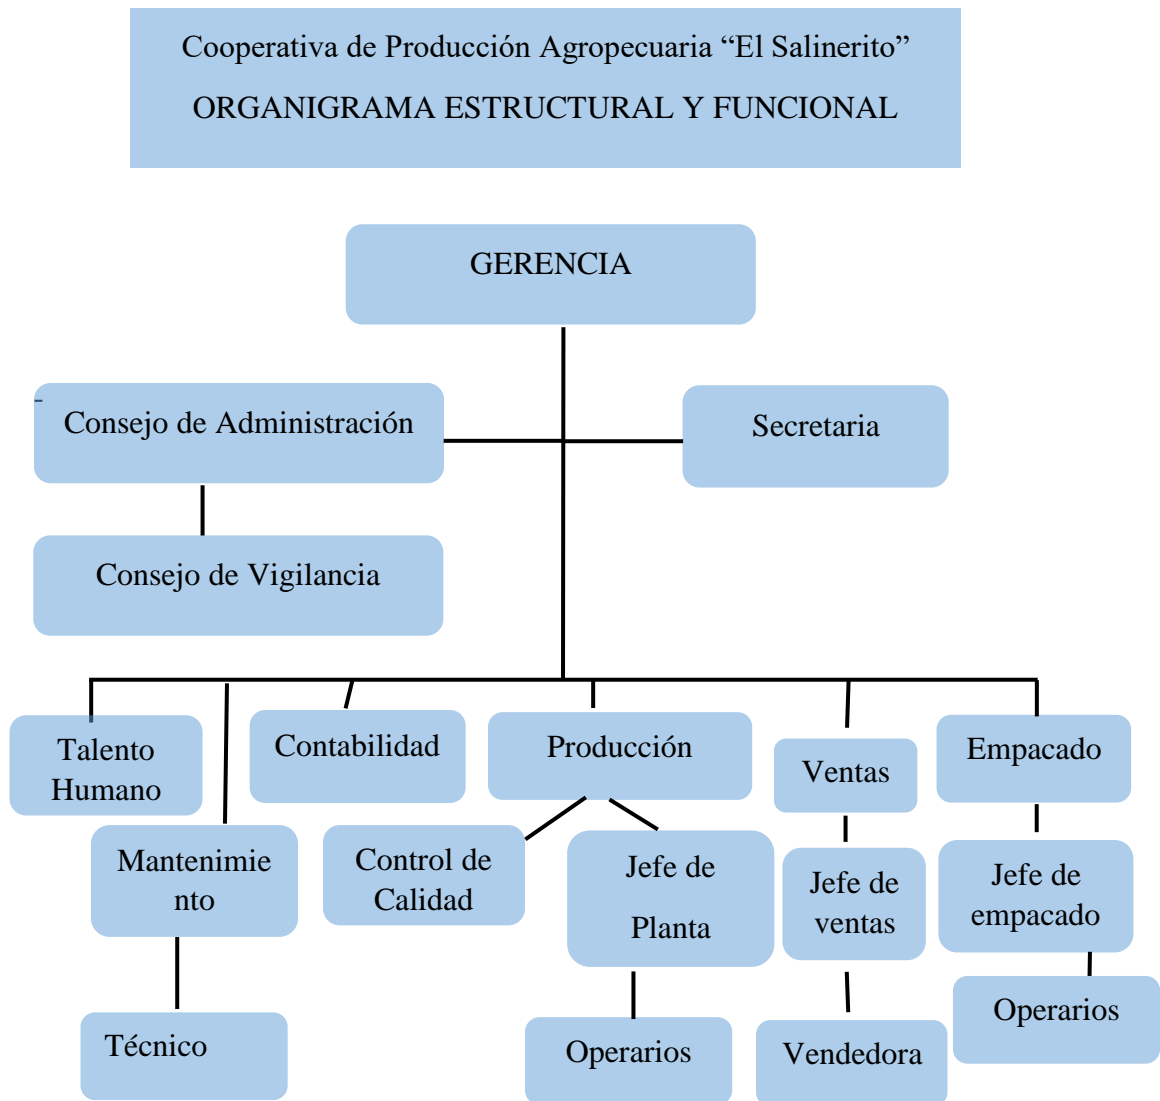 Cooperativa de Producción Agropecuaria “El Salinerito”
ORGANIGRAMA ESTRUCTURAL Y FUNCIONAL
GERENCIA
Consejo de Administración
Secretaria
Consejo de Vigilancia
Talento
Humano
Contabilidad
Producción
Ventas
Empacado
Mantenimie
nto
Control de
Calidad
Jefe de
Planta
Jefe de
ventas
Jefe de
empacado
Técnico
Operarios
Vendedora
Operarios